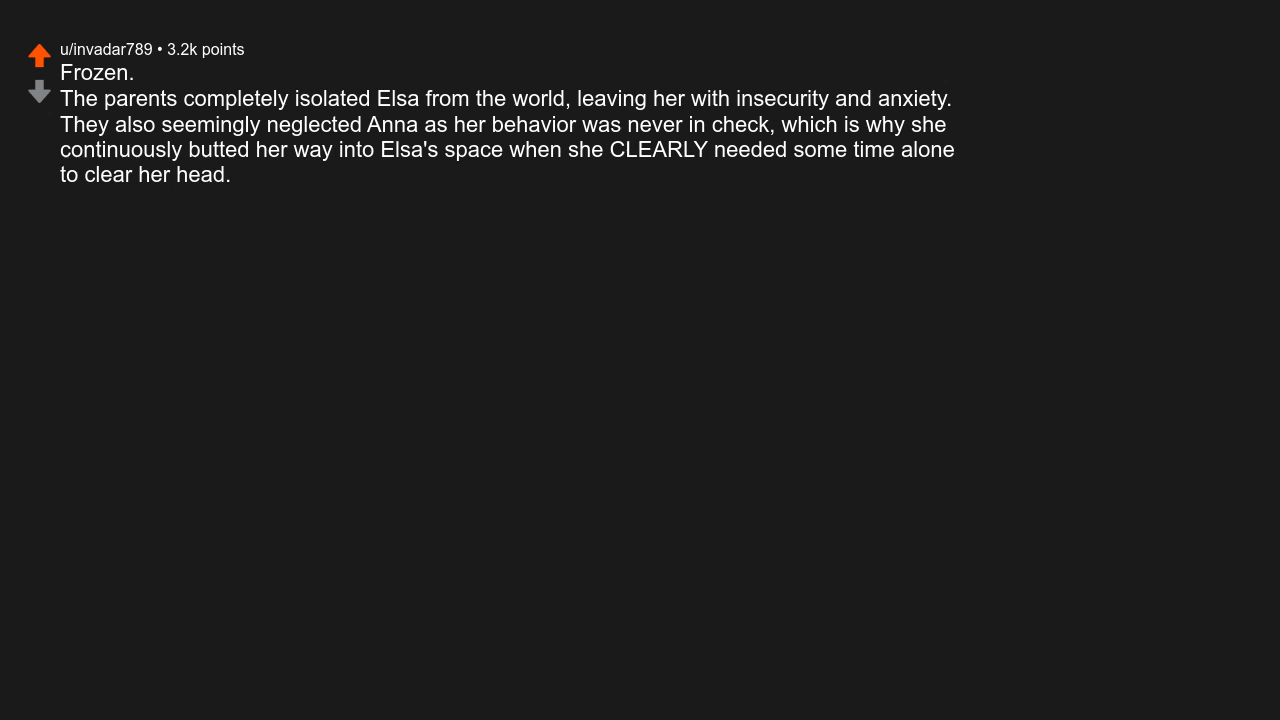 u/invadar789 • 3.2k points
Frozen.
The parents completely isolated Elsa from the world, leaving her with insecurity and anxiety.
They also seemingly neglected Anna as her behavior was never in check, which is why she
continuously butted her way into Elsa's space when she CLEARLY needed some time alone
to clear her head.